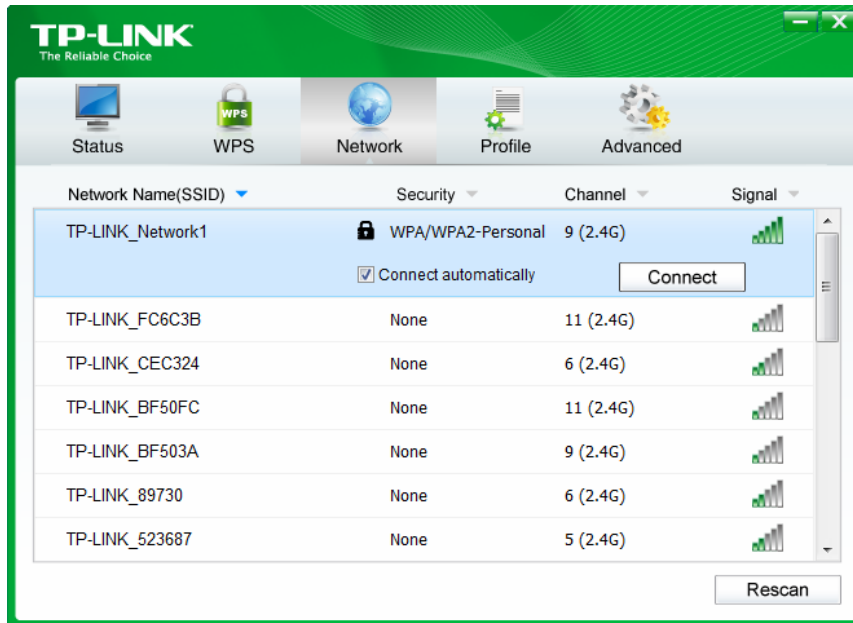 TP-LINK
The Reliable Choice
Status WPS Network Profile Advanced
WPS
Network Name(SSID) Security Channel Signal
TP-LINK_Network1 WPA/WPA2-Personal 9 (2.4G)
Connect automatically Connect
TP-LINK_FC6C3B None 11 (2.4G)
TP-LINK_CEC324 None 6 (2.4G)
TP-LINK_BF50FC None 11 (2.4G)
TP-LINK_BF503A None 9 (2.4G)
TP-LINK_89730 None 6 (2.4G)
TP-LINK_523687 None 5 (2.4G)
Rescan